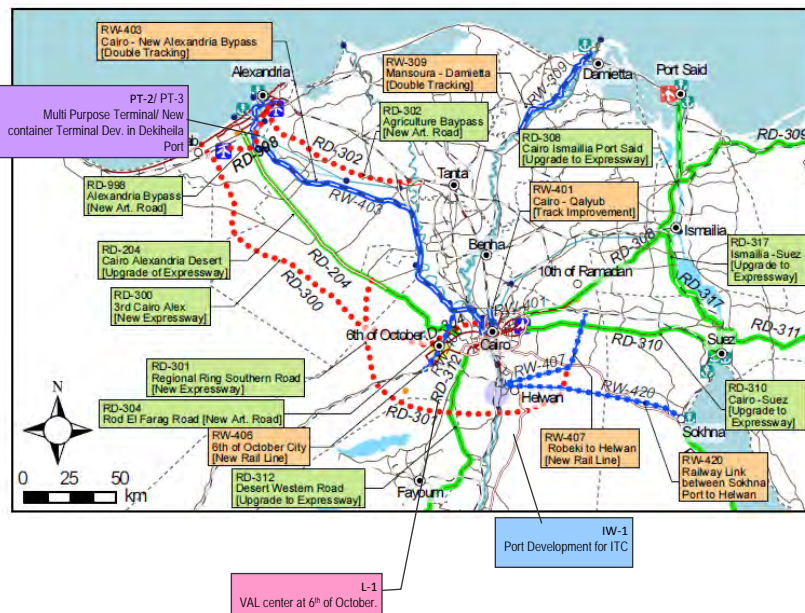 RW-403
Cairo - New Alexandria Bypass
[Double Tracking]
Alexandria
RW-309
Mansoura - Damietta
[Double Tracking]
RW-309
Damietta
Port Said
PT-2/ PT-3
Multi Purpose Terminal/ New
container Terminal Dev. in Dekiheila
Port
RD-302
Agriculture Baypass
[New Art. Road]
RD-308
Cairo Ismailia Port Said
[Upgrade to Expressway]
RD-309
RD-998
RD-302
RD-998
Alexandria Bypass
[New Art. Road]
Tanta
RW-403
RW-401
Cairo - Qalyub
[Track Improvement]
Ismailia
RD-308
RD-204
Cairo Alexandria Desert
[Upgrade of Expressway]
RD-204
Benha
10th of Ramadan
RD-317
Ismailia -Suez
[Upgrade to
Expressway]
RD-317
RD-300
3rd Cairo Alex
[New Expressway]
RD-300
RW-401
6th of October
Cairo
RD-310
Suez
RD-311
RD-301
Regional Ring Southern Road
[New Expressway]
RD-312
RW-407
Helwan
RW-420
RD-310
Cairo -Suez
[Upgrade to
Expressway]
RD-304
Rod El Farag Road [New Art. Road]
RD-301
Sokhna
N
RW-406
6th of October City
[New Rail Line]
RW-407
Robeki to Helwan
[New Rail Line]
RW-420
Railway Link
between Sokhna
Port to Helwan
RD-312
Desert Western Road
[Upgrade to Expressway]
Fayoum
0 25 50
km
IW-1
Port Development for ITC
L-1
VAL center at 6th of October.